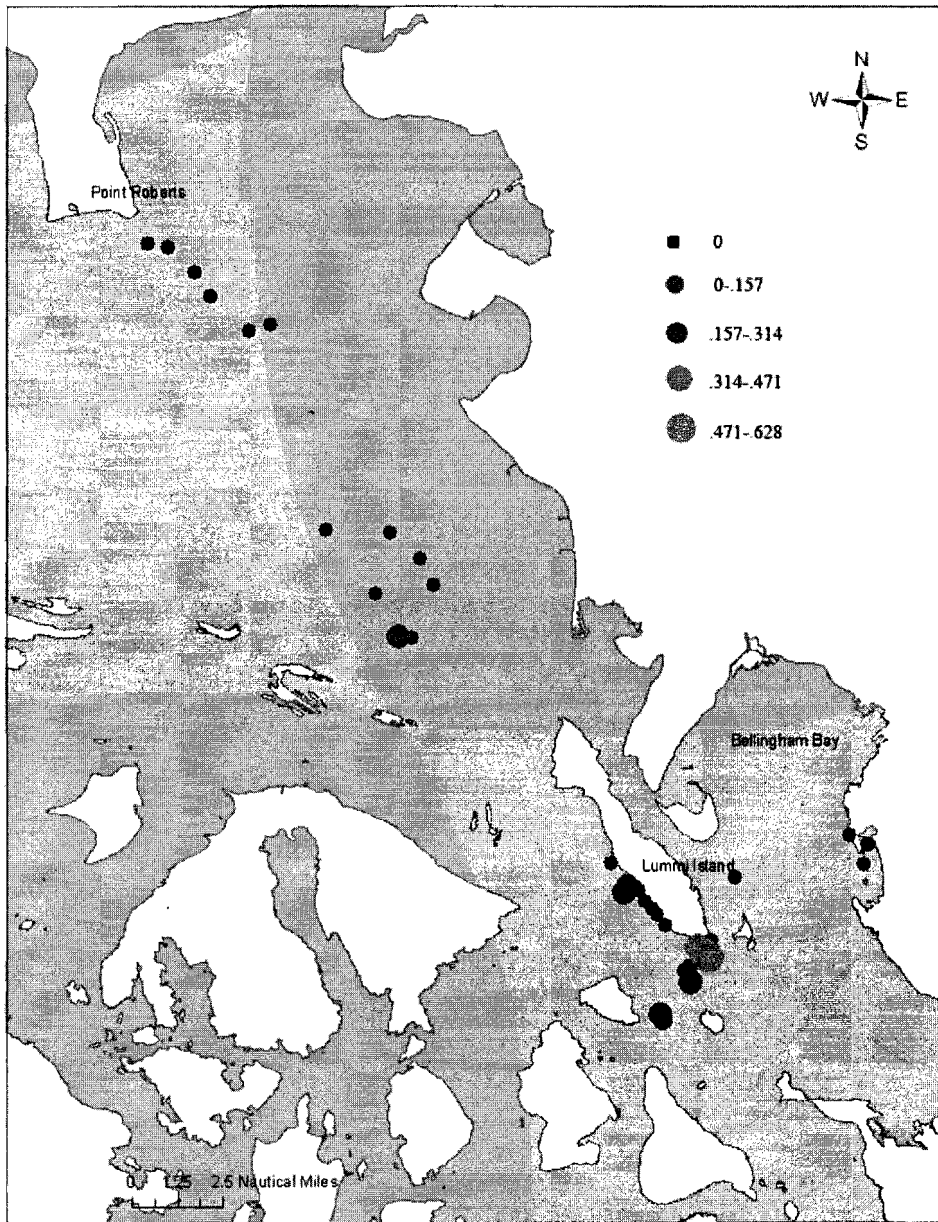 N
W E
S
Point Roberts
0
0-.157
.157-.314
.314-.471
.471-.628
Bellingham Bay
Lummi Island
0 1.25 2.5 Nautical Miles